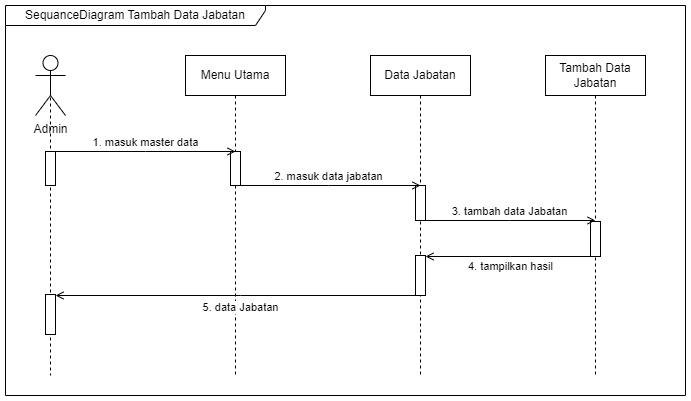 SequanceDiagram Tambah Data Jabatan
Menu Utama
Data Jabatan
Tambah Data
Jabatan
Admin
1. masuk master data
2. masuk data jabatan
3. tambah data Jabatan
4. tampilkan hasil
5. data Jabatan